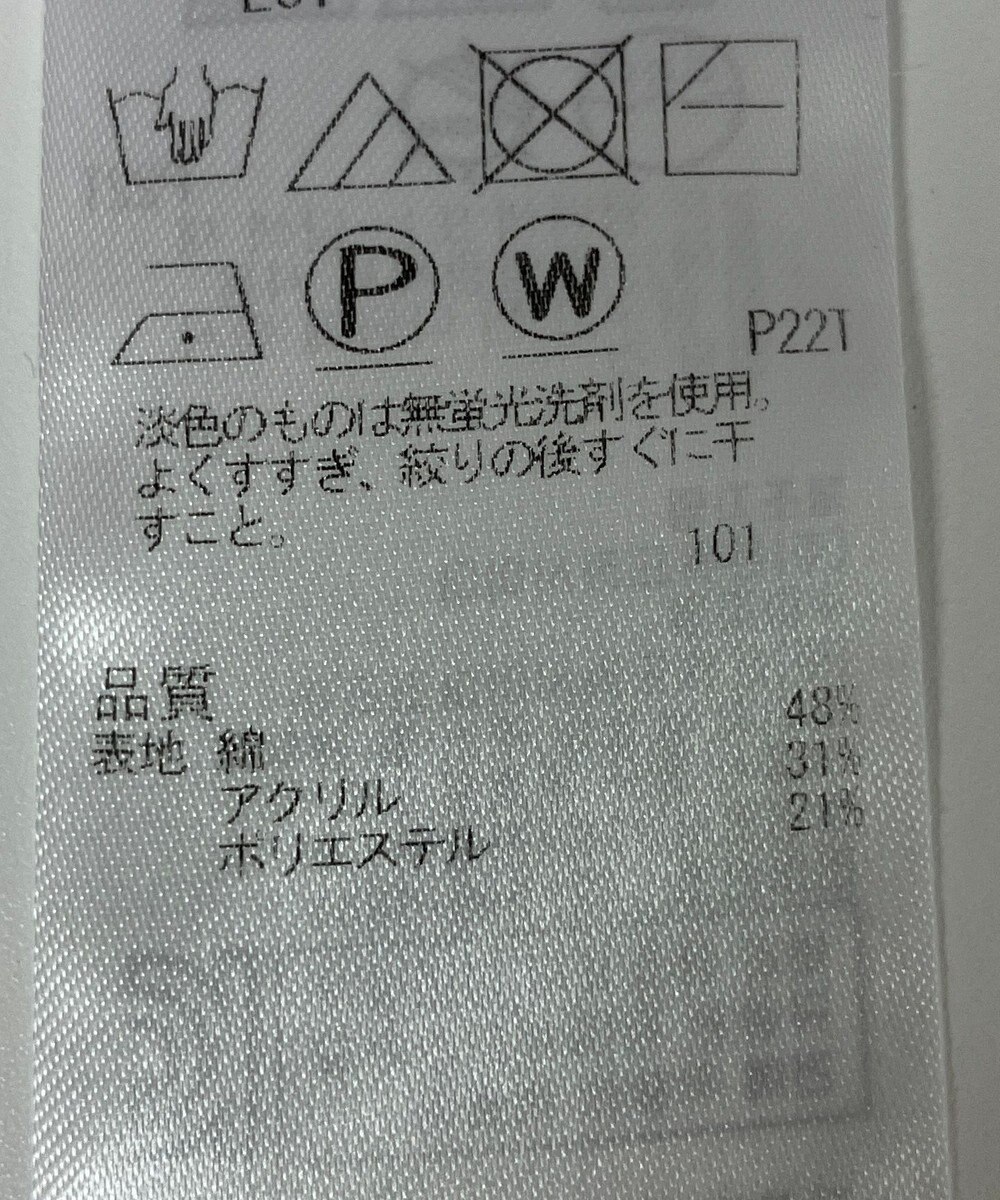 P
W
P22T
淡色のものは無蛍光洗剤を使用。
よくすすぎ、絞りの後すぐに干
すこと。
101
品質
表地 綿 48%
アクリル 31%
ポリエステル 21%